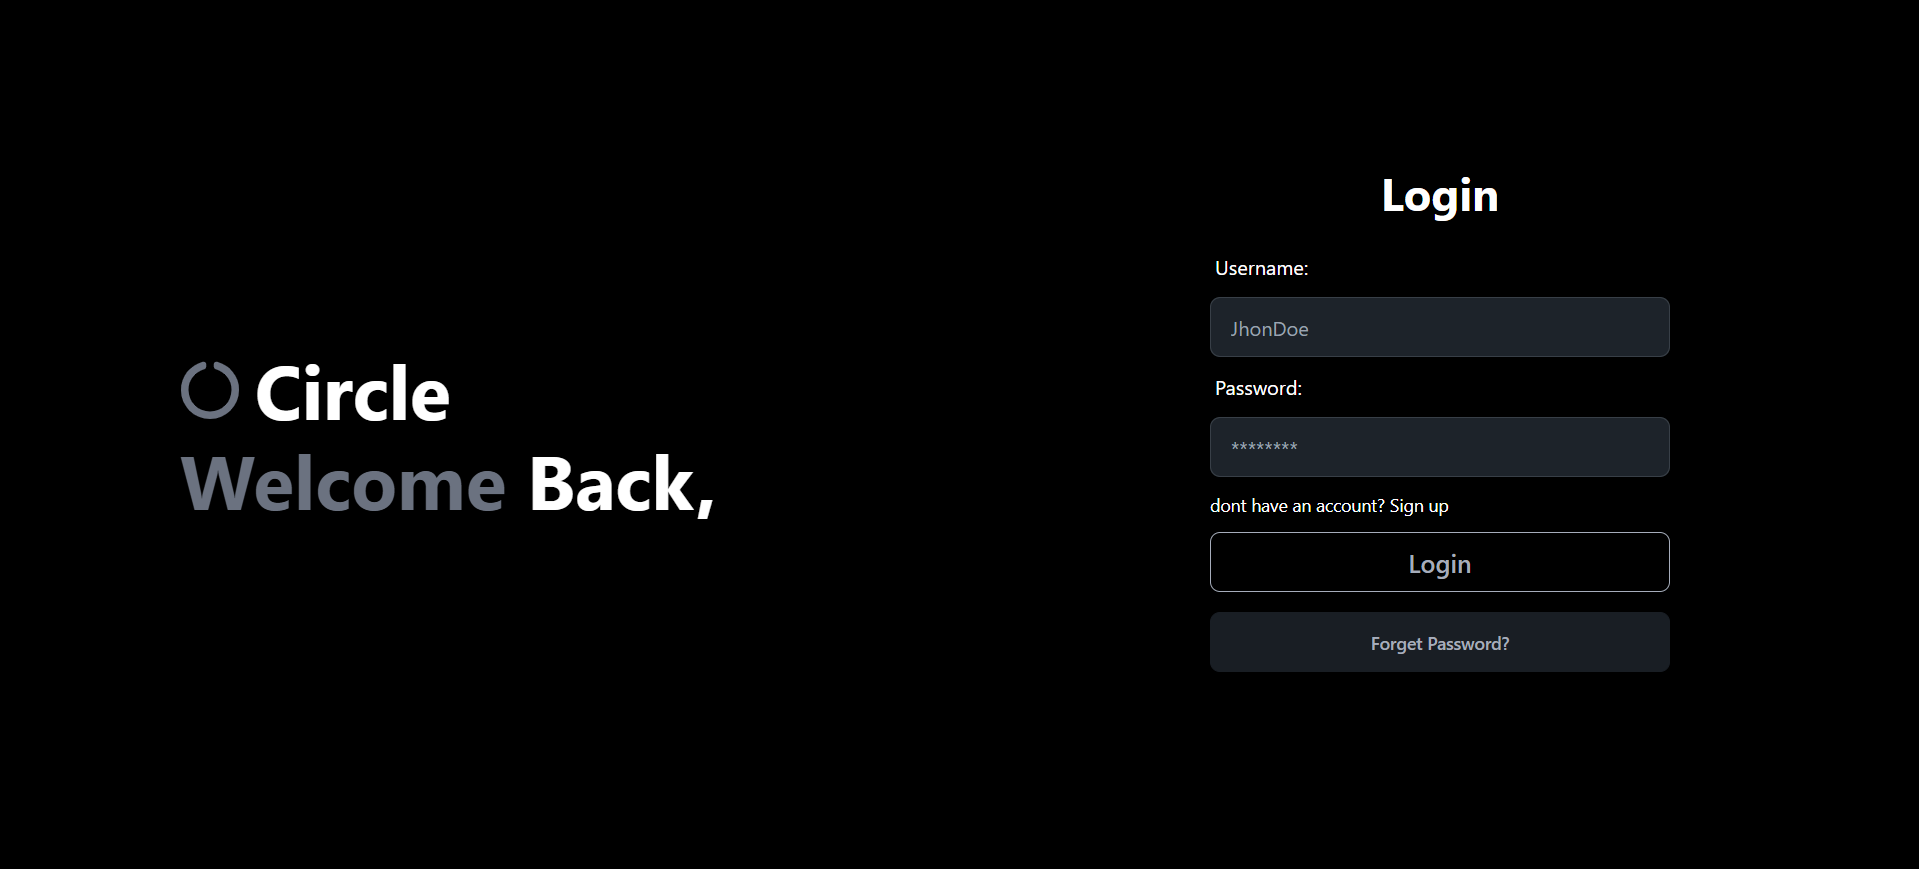 Circle
Welcome Back,
Login
Username:
JhonDoe
Password:
********
dont have an account? Sign up
Login
Forget Password?